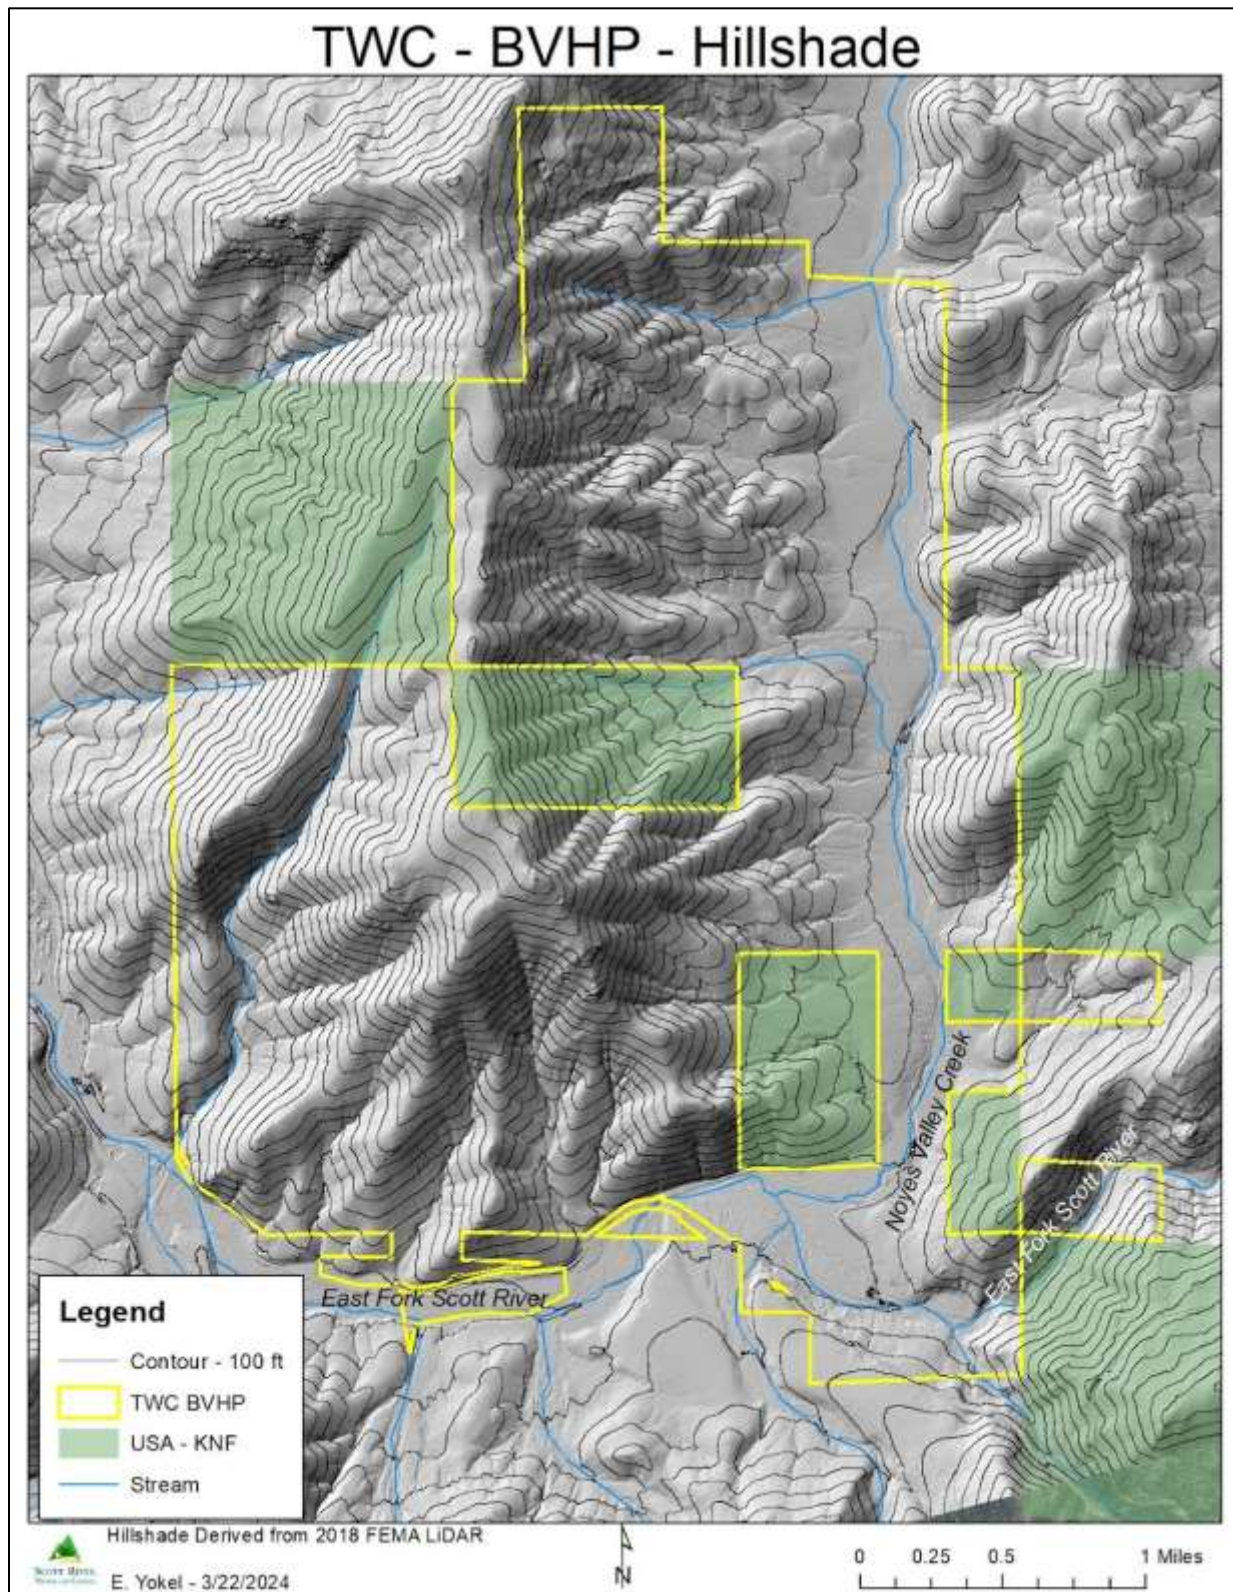 TWC - BVHP - Hillshade
Noyes Valley Creek
East Fork Scott River
East Fork Scott River
Legend
Contour - 100 ft
TWC BVHP
USA - KNF
Stream
Hillshade Derived from 2018 FEMA LiDAR
SCOTT RIVER
E. Yokel - 3/22/2024
N
0 0.25 0.5 1 Miles